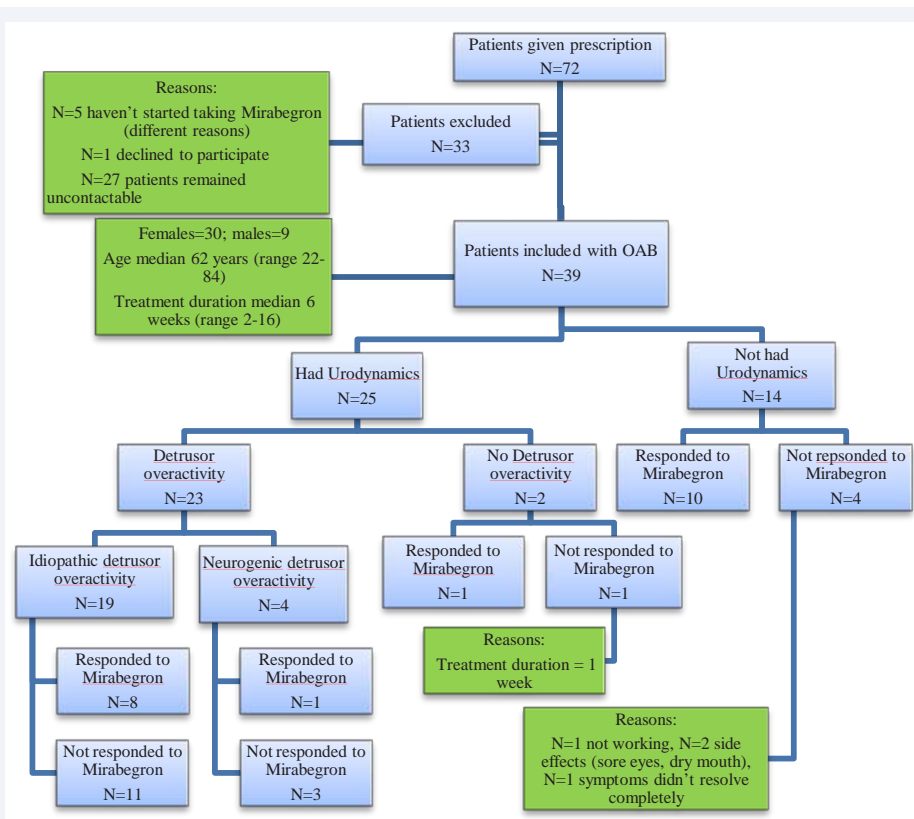 Patients given prescription
N=72
Reasons:
N=5 haven't started taking Mirabegron
(different reasons)
N=1 declined to participate
N=27 patients remained
uncontactable
Patients excluded
N=33
Females=30; males=9
Age median 62 years (range 22-
84)
Treatment duration median 6
weeks (range 2-16)
Patients included with OAB
N=39
Had Urodynamics
N=25
Not had
Urodynamics
N=14
Detrusor
overactivity
N=23
No Detrusor
overactivity
N=2
Responded to
Mirabegron
N=10
Not repsonded to
Mirabegron
N=4
Idiopathic detrusor
overactivity
N=19
Neurogenic detrusor
overactivity
N=4
Responded to
Mirabegron
N=1
Not responded to
Mirabegron
N=1
Reasons:
Treatment duration = 1
week
Responded to
Mirabegron
N=8
Responded to
Mirabegron
N=1
Not responded to
Mirabegron
N=11
Not responded to
Mirabegron
N=3
Reasons:
N=1 not working, N=2 side
effects (sore eyes, dry mouth),
N=1 symptoms didn't resolve
completely